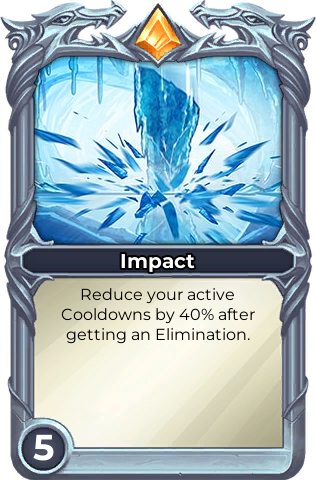 Impact
Reduce your active
Cooldowns by 40% after
getting an Elimination.
5